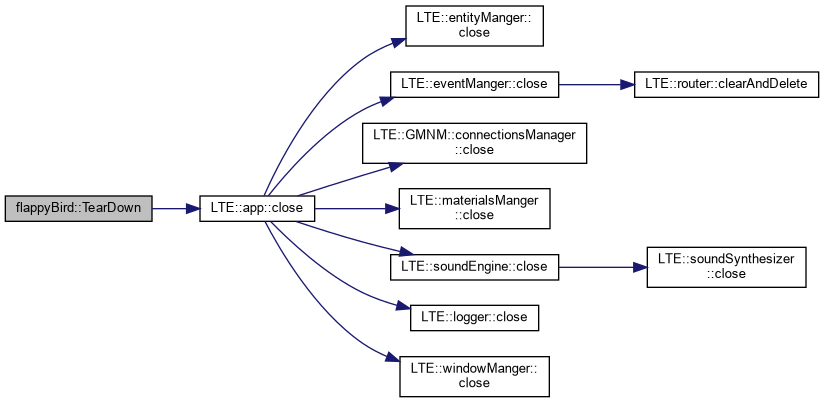 LTE::entityManger::
close
LTE::eventManger::close
LTE::router::clearAndDelete
LTE::GMNM::connectionsManager
::close
flappyBird::TearDown
LTE::app::close
LTE::materialsManger
::close
LTE::soundEngine::close
LTE::soundSynthesizer
::close
LTE::logger::close
LTE::windowManger::
close